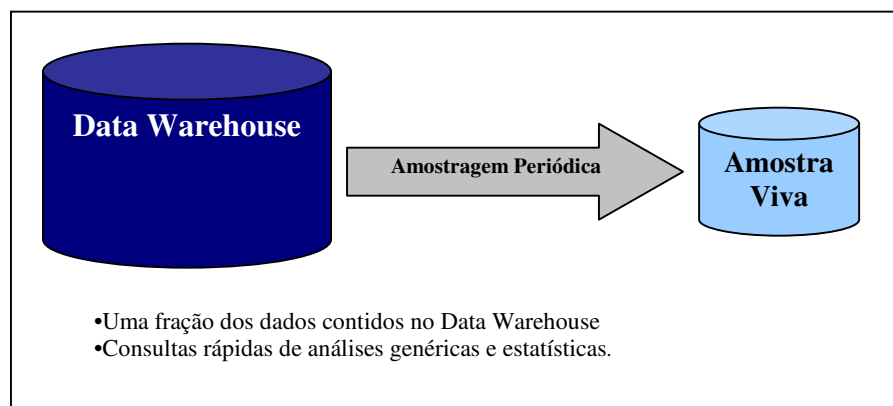 Data Warehouse
Amostragem Periódica
Amostra
Viva
•Uma fração dos dados contidos no Data Warehouse
•Consultas rápidas de análises genéricas e estatísticas.